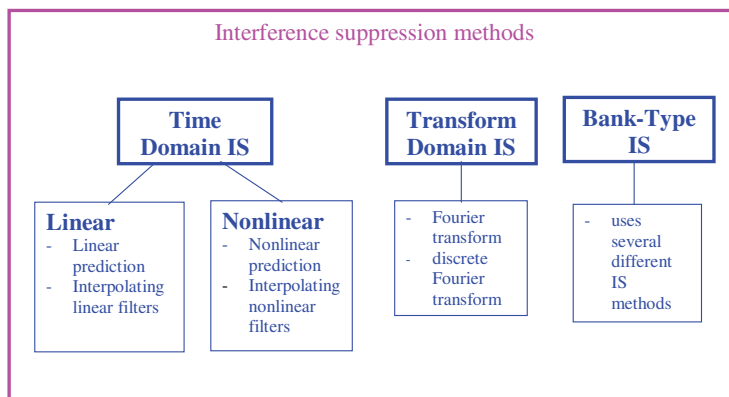 Interference suppression methods
Time
Domain IS
Transform
Domain IS
Bank-Type
IS
Linear
- Linear
prediction
- Interpolating
linear filters
Nonlinear
- Nonlinear
prediction
- Interpolating
nonlinear
filters
- Fourier
transform
- discrete
Fourier
transform
- uses
several
different
IS
methods